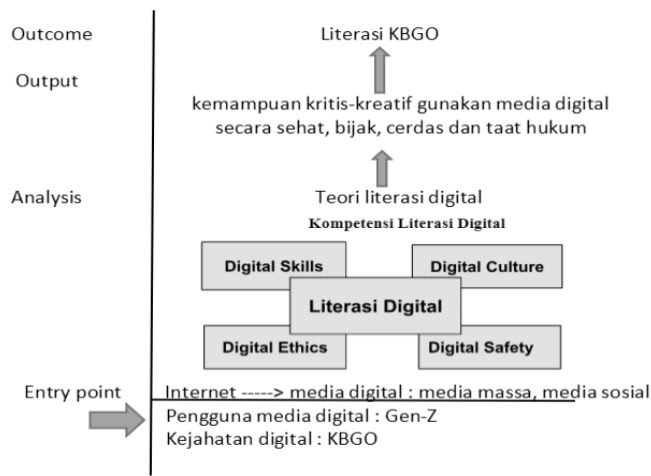 Outcome
Literasi KBGO
Output
kemampuan kritis-kreatif gunakan media digital
secara sehat, bijak, cerdas dan taat hukum
Analysis
Teori literasi digital
Kompetensi Literasi Digital
Digital Skills
Digital Culture
Literasi Digital
Digital Ethics
Digital Safety
Entry point
Internet -----> media digital : media massa, media sosial
Pengguna media digital : Gen-Z
Kejahatan digital : KBGO